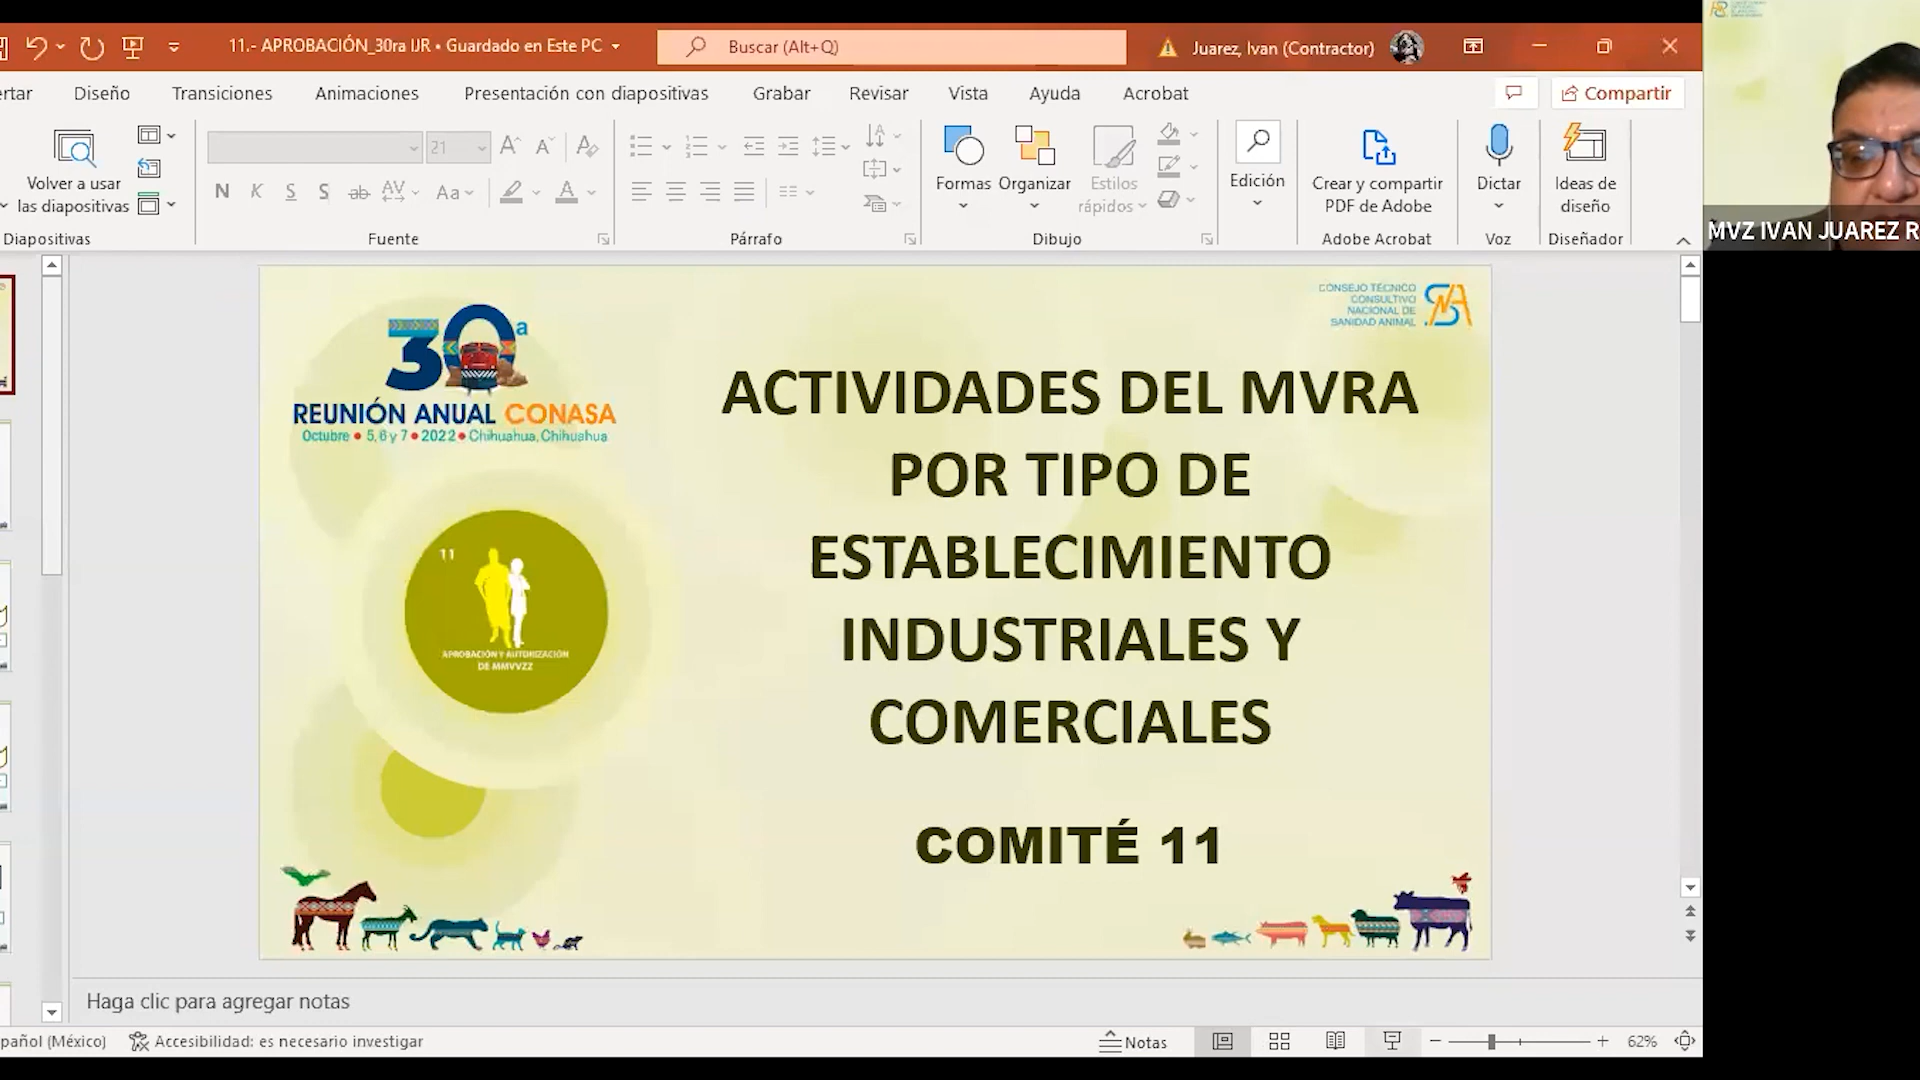 11.- APROBACIÓN_30ra IJR • Guardado en Este PC
Buscar (Alt+Q)
Juarez, Ivan (Contractor)
ertar
Diseño
Transiciones
Animaciones
Presentación con diapositivas
Grabar
Revisar
Vista
Ayuda
Acrobat
Compartir
Volver a usar
las diapositivas
Diapositivas
21
N K S S ab AV Aa A
Fuente
Párrafo
Formas
Organizar
Estilos
rápidos
Dibujo
Edición
Crear y compartir
PDF de Adobe
Adobe Acrobat
Dictar
Voz
Ideas de
diseño
Diseñador
MVZ IVAN JUAREZ R
30ª
REUNIÓN ANUAL CONASA
Octubre • 5, 6 y 7 • 2022 • Chihuahua, Chihuahua
CONSEJO TÉCNICO
CONSULTIVO
NACIONAL DE
SANIDAD ANIMAL
ACTIVIDADES DEL MVRA
POR TIPO DE
ESTABLECIMIENTO
INDUSTRIALES Y
COMERCIALES
COMITÉ 11
11
APROBACIÓN Y AUTORIZACIÓN
DE MMVVZZ
Haga clic para agregar notas
pañol (México)
Accesibilidad: es necesario investigar
Notas
62%